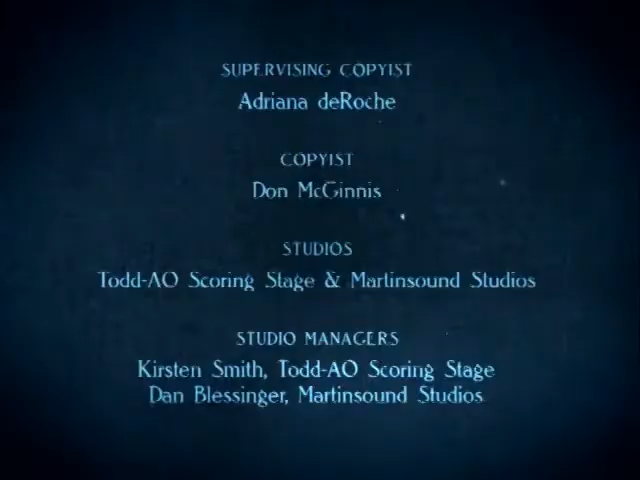 SUPERVISING COPYIST
Adriana deRoche
COPYIST
Don McGinnis
STUDIOS
Todd-AO Scoring Stage & Martinsound Studios
STUDIO MANAGERS
Kirsten Smith, Todd-AO Scoring Stage
Dan Blessinger, Martinsound Studios